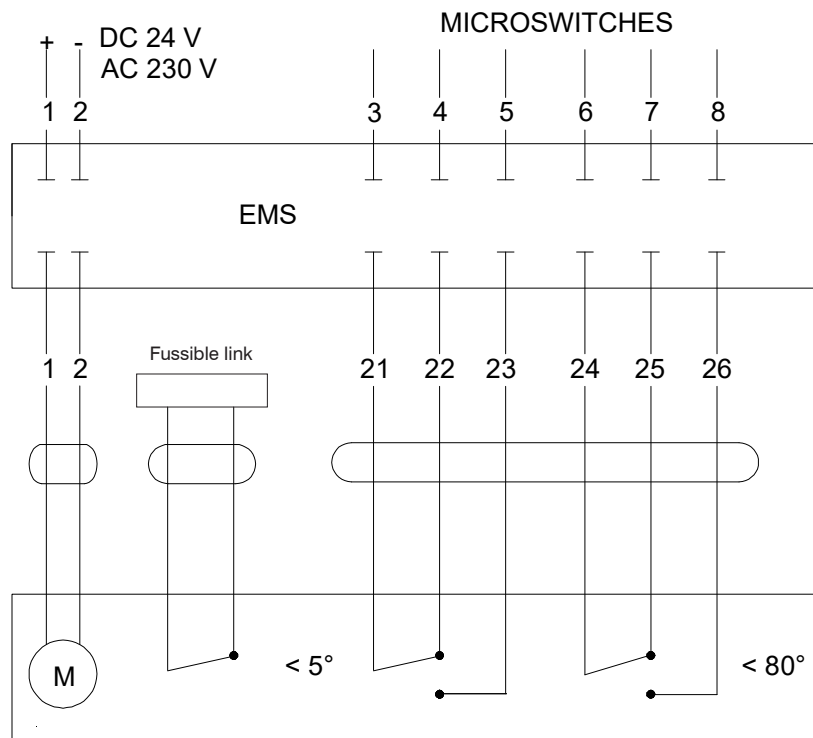 MICROSWITCHES
+ - DC 24 V
AC 230 V
1 2 3 4 5 6 7 8
EMS
Fussible link
1 2 21 22 23 24 25 26
M < 5° < 80°